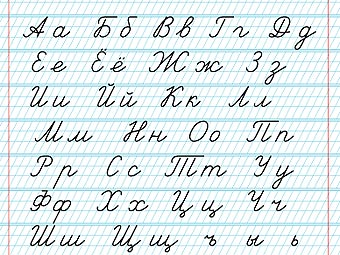 Аа Бб Вв Гг Дд
Ее Ёё Жж Зз
Ии Йй Кк Лл
Мм Нн Оо Пп
Рр Сс Тт Уу
Фф Хх Цц Чч
Шш Щщ ъ ы ь